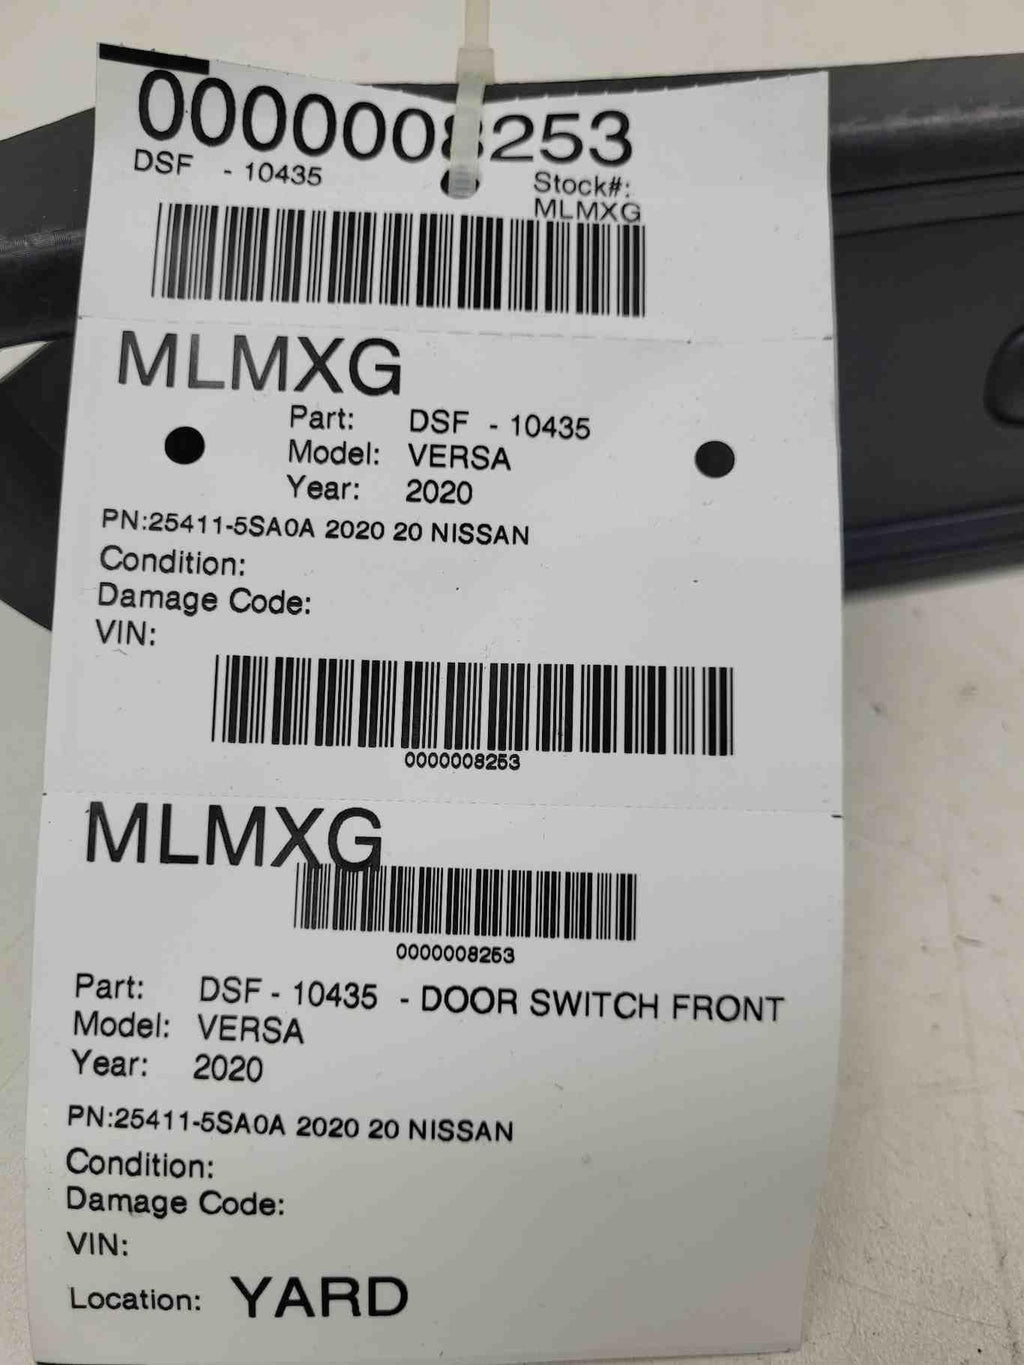 0000008253
DSF - 10435
Stock#:
MLMXG
MLMXG
Part: DSF - 10435
Model: VERSA
Year: 2020
PN:25411-5SA0A 2020 20 NISSAN
Condition:
Damage Code:
VIN:
0000008253
MLMXG
0000008253
Part: DSF - 10435 - DOOR SWITCH FRONT
Model: VERSA
Year: 2020
PN:25411-5SA0A 2020 20 NISSAN
Condition:
Damage Code:
VIN:
Location: YARD